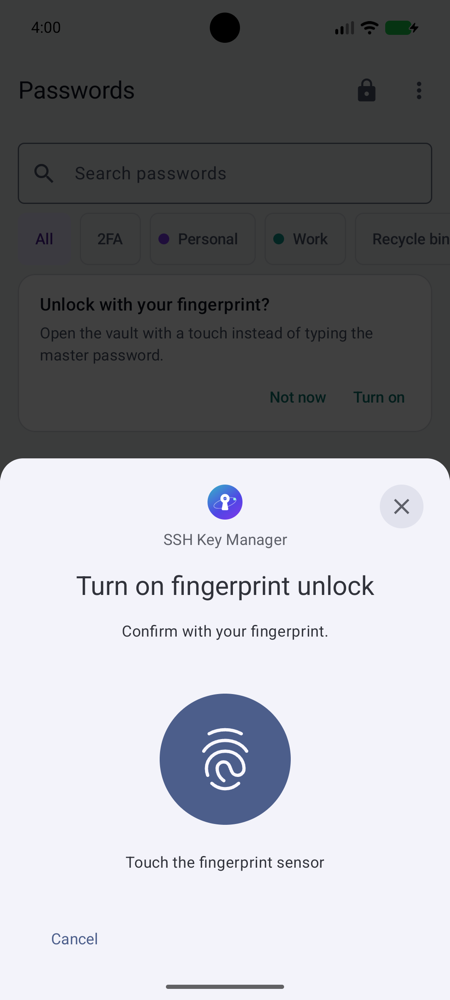 4:00
Passwords
Search passwords
All
2FA
Personal
Work
Recycle bin
Unlock with your fingerprint?
Open the vault with a touch instead of typing the
master password.
Not now
Turn on
SSH Key Manager
Turn on fingerprint unlock
Confirm with your fingerprint.
Touch the fingerprint sensor
Cancel